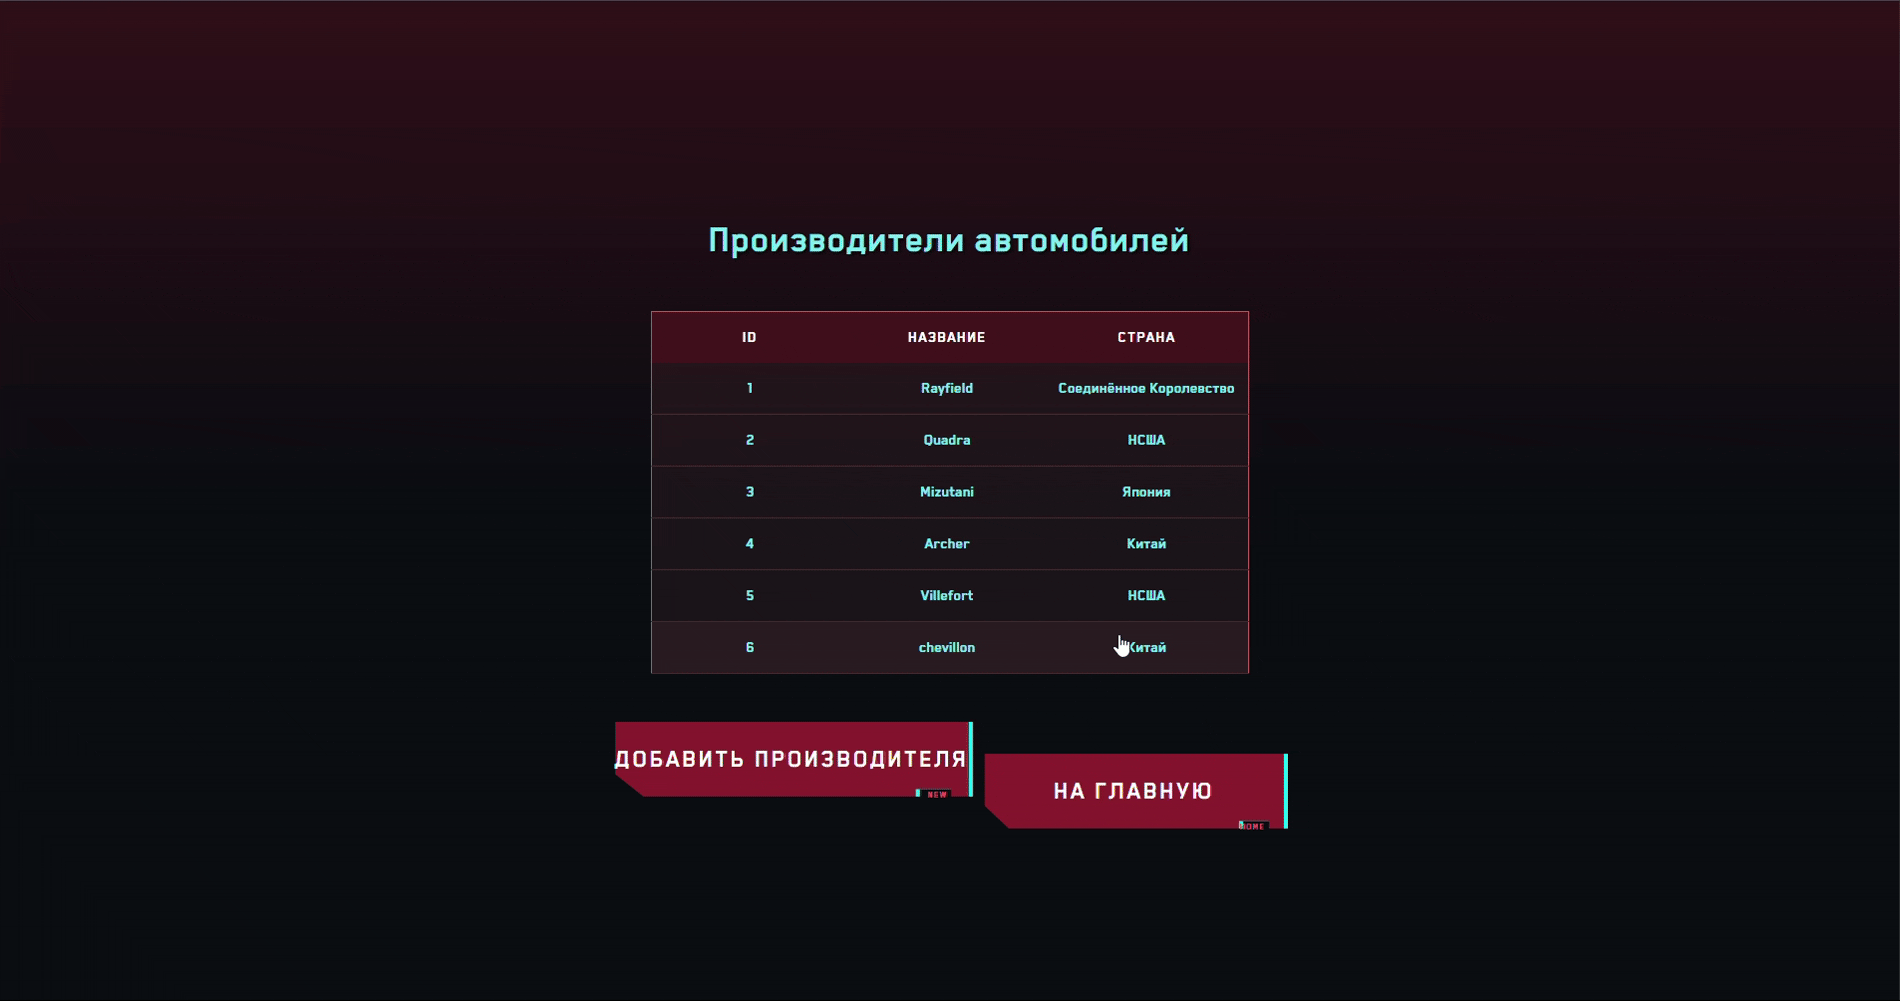 Производители автомобилей
ID НАЗВАНИЕ СТРАНА
1 Rayfield Соединённое Королевство
2 Quadra НСША
3 Mizutani Япония
4 Archer Китай
5 Villefort НСША
6 chevillon Китай
ДОБАВИТЬ ПРОИЗВОДИТЕЛЯ
NEW
НА ГЛАВНУЮ
HOME